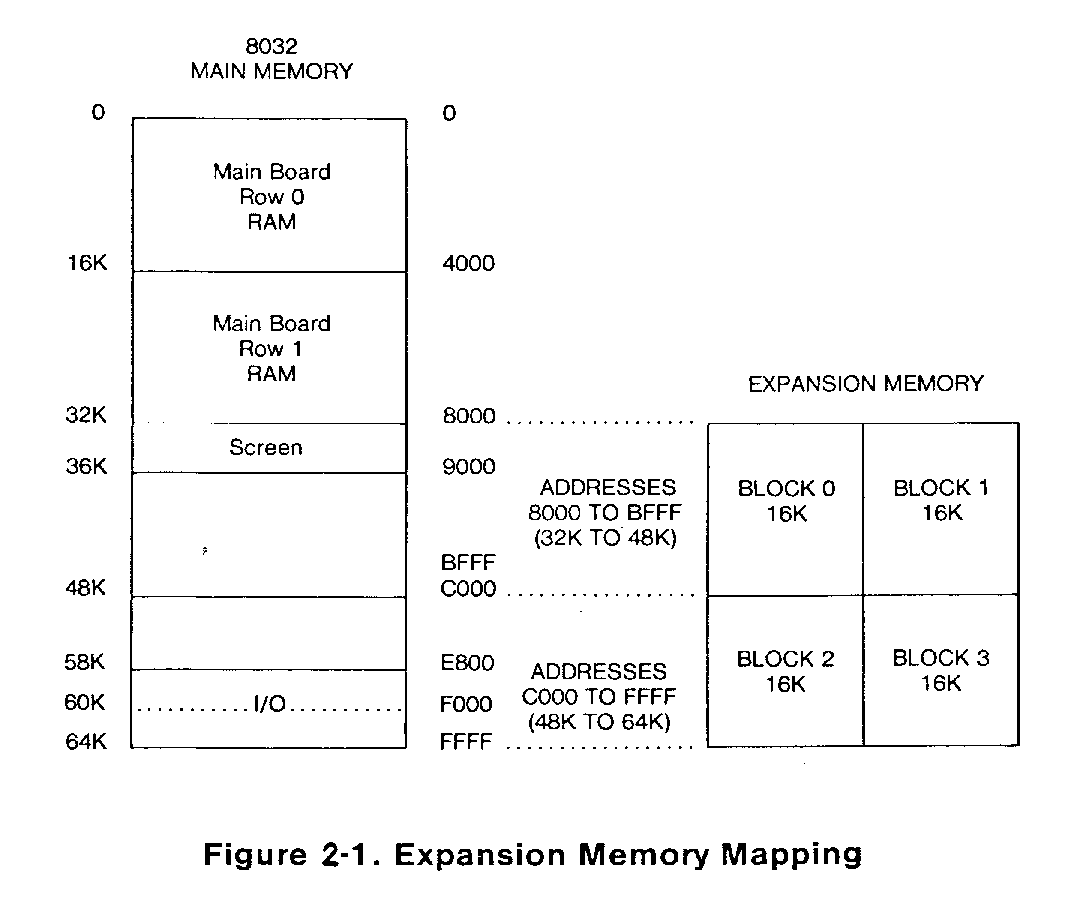 8032
MAIN MEMORY
0
0
Main Board
Row 0
RAM
16K
4000
Main Board
Row 1
RAM
EXPANSION MEMORY
32K
8000
Screen
36K
9000
ADDRESSES
8000 TO BFFF
(32K TO 48K)
BLOCK 0
16K
BLOCK 1
16K
BFFF
48K
C000
58K
E800
ADDRESSES
C000 TO FFFF
(48K TO 64K)
BLOCK 2
16K
BLOCK 3
16K
60K
I/O
F000
64K
FFFF
Figure 2-1. Expansion Memory Mapping